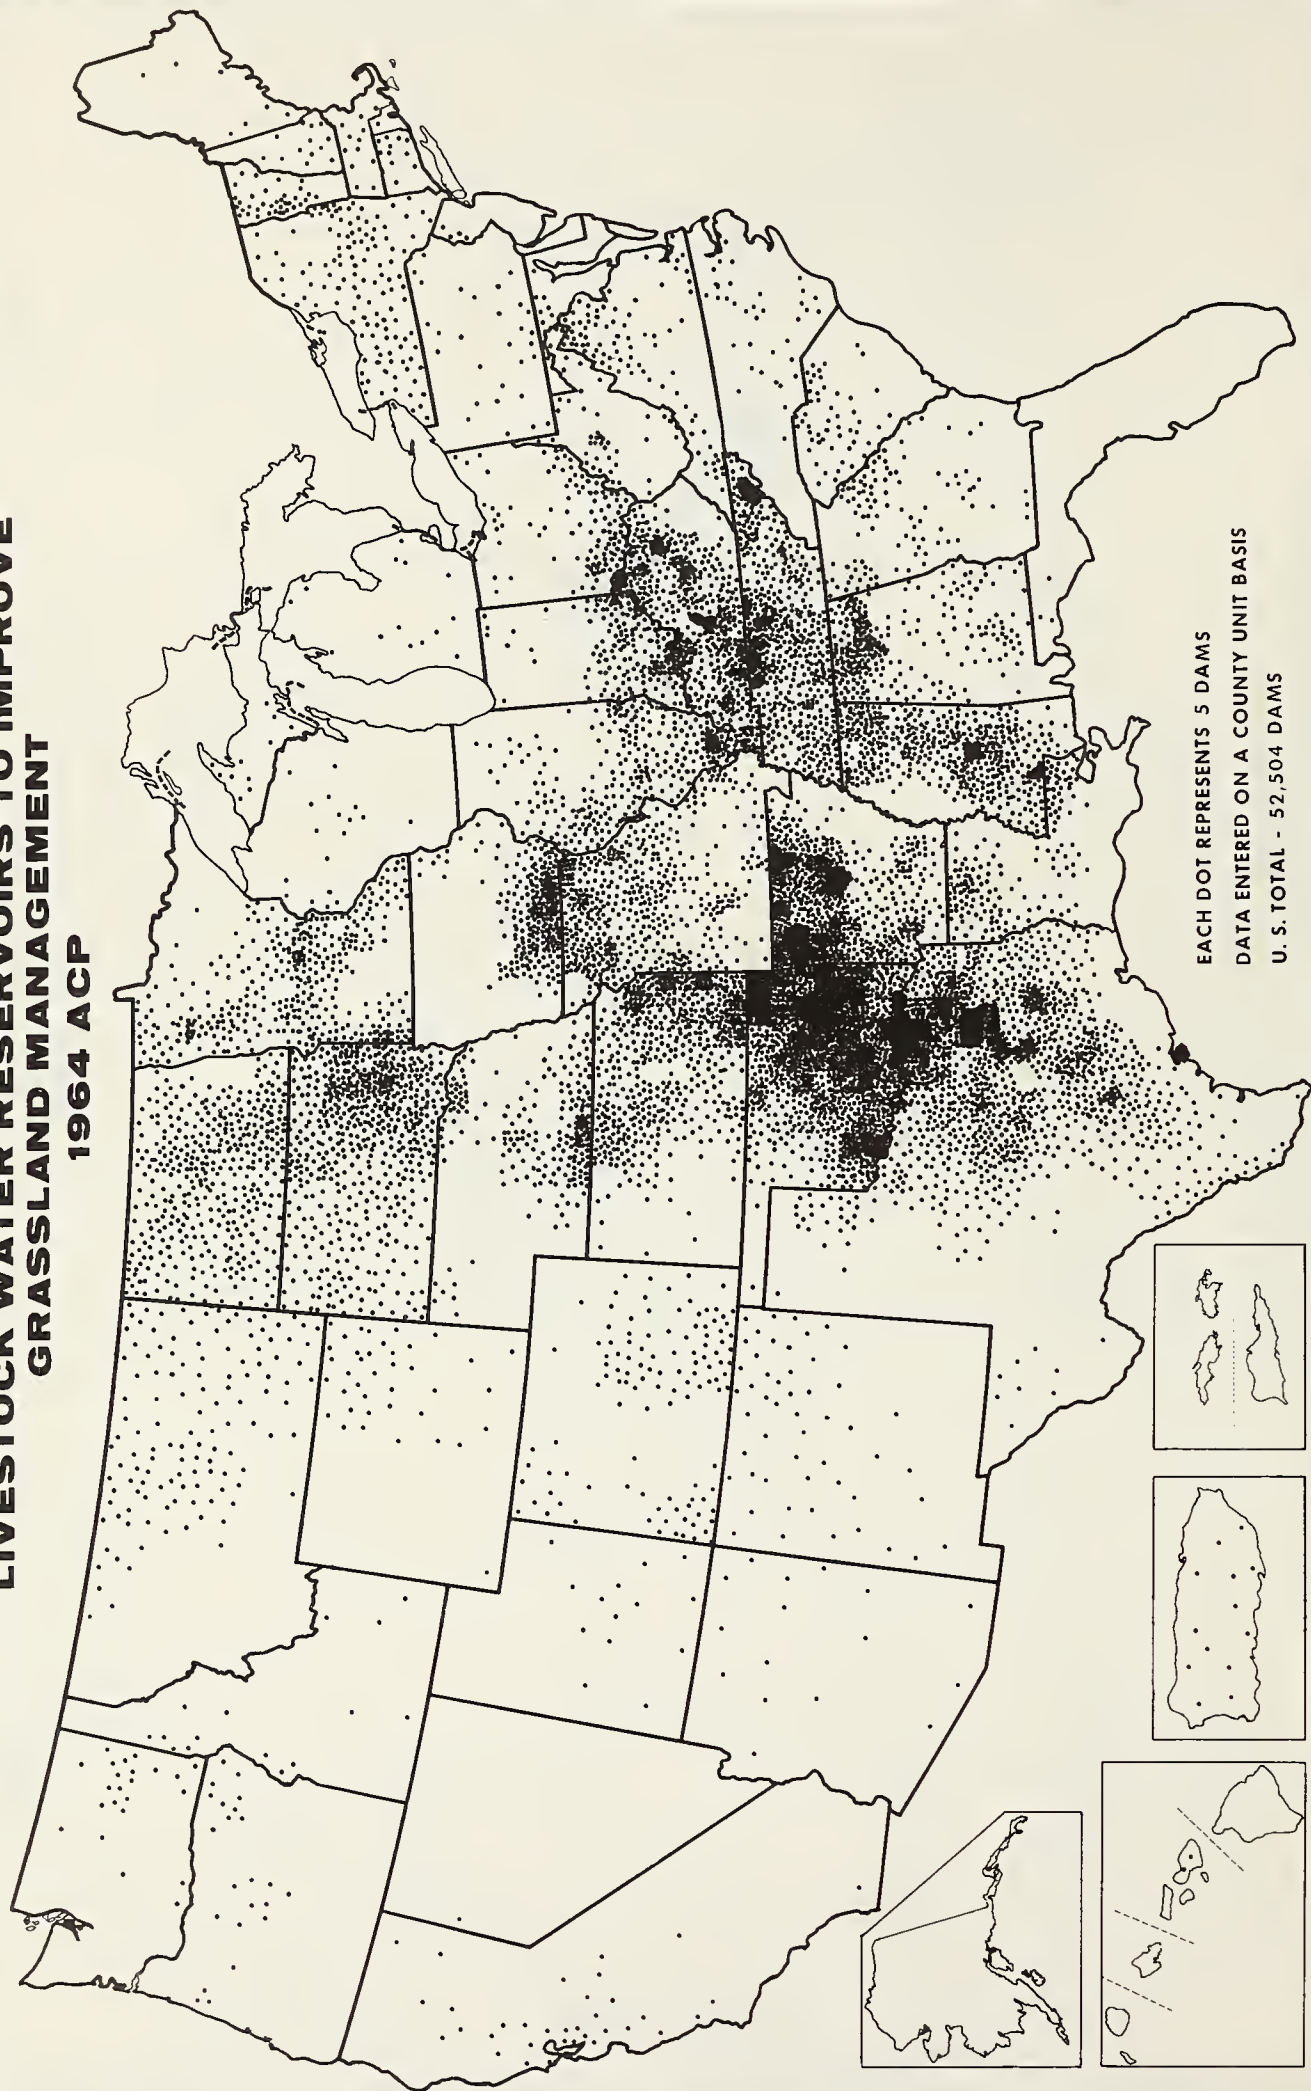 LIVESTOCK WATER RESERVOIRS TO IMPROVE
GRASSLAND MANAGEMENT
1964 ACP
EACH DOT REPRESENTS 5 DAMS
DATA ENTERED ON A COUNTY UNIT BASIS
U. S. TOTAL - 52,504 DAMS